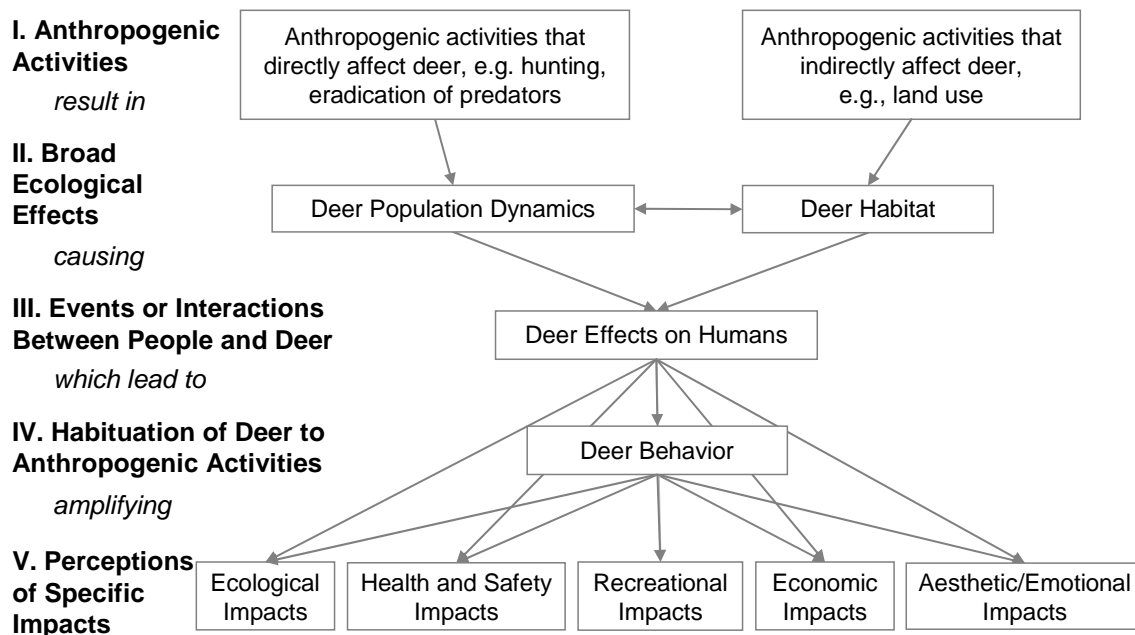 I. Anthropogenic
Activities
result in
Anthropogenic activities that
directly affect deer, e.g. hunting,
eradication of predators
Anthropogenic activities that
indirectly affect deer,
e.g., land use
II. Broad
Ecological
Effects
causing
Deer Population Dynamics
Deer Habitat
III. Events or Interactions
Between People and Deer
which lead to
Deer Effects on Humans
IV. Habituation of Deer to
Anthropogenic Activities
amplifying
Deer Behavior
V. Perceptions
of Specific
Impacts
Ecological
Impacts
Health and Safety
Impacts
Recreational
Impacts
Economic
Impacts
Aesthetic/Emotional
Impacts